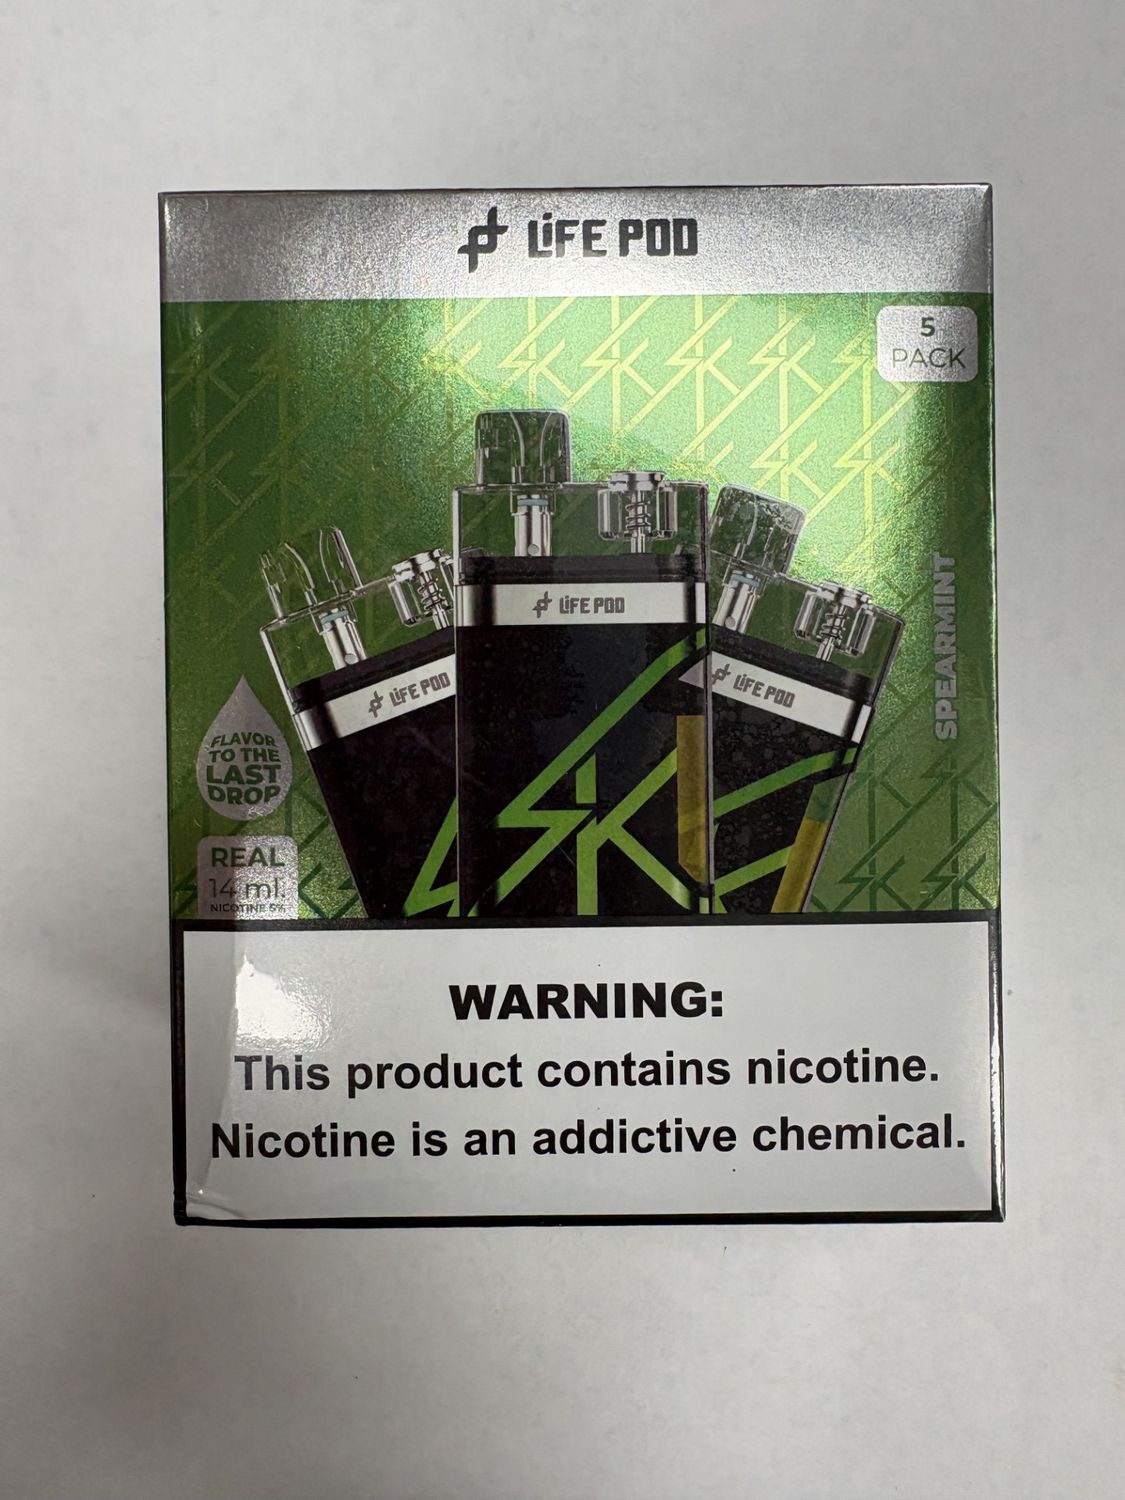 LIFE POD
5
PACK
LIFE POD
LIFE POD
LIFE POD
SPEARMINT
FLAVOR
TO THE
LAST
DROP
SK
REAL
14 ml.
NICOTINE 5%
WARNING:
This product contains nicotine.
Nicotine is an addictive chemical.